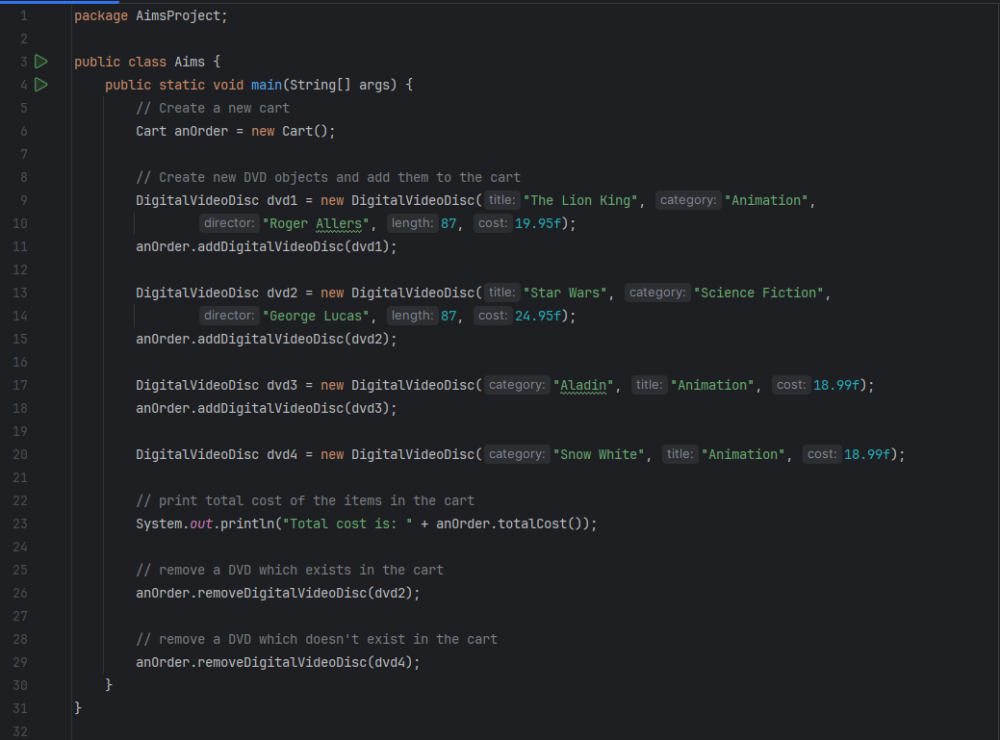 1 package AimsProject;
2
3 public class Aims {
4     public static void main(String[] args) {
5         // Create a new cart
6         Cart anOrder = new Cart();
7
8         // Create new DVD objects and add them to the cart
9         DigitalVideoDisc dvd1 = new DigitalVideoDisc( title: "The Lion King", category: "Animation",
10                 director: "Roger Allers", length: 87, cost: 19.95f);
11         anOrder.addDigitalVideoDisc(dvd1);
12
13         DigitalVideoDisc dvd2 = new DigitalVideoDisc( title: "Star Wars", category: "Science Fiction",
14                 director: "George Lucas", length: 87, cost: 24.95f);
15         anOrder.addDigitalVideoDisc(dvd2);
16
17         DigitalVideoDisc dvd3 = new DigitalVideoDisc( category: "Aladin", title: "Animation", cost: 18.99f);
18         anOrder.addDigitalVideoDisc(dvd3);
19
20         DigitalVideoDisc dvd4 = new DigitalVideoDisc( category: "Snow White", title: "Animation", cost: 18.99f);
21
22         // print total cost of the items in the cart
23         System.out.println("Total cost is: " + anOrder.totalCost());
24
25         // remove a DVD which exists in the cart
26         anOrder.removeDigitalVideoDisc(dvd2);
27
28         // remove a DVD which doesn't exist in the cart
29         anOrder.removeDigitalVideoDisc(dvd4);
30     }
31 }
32